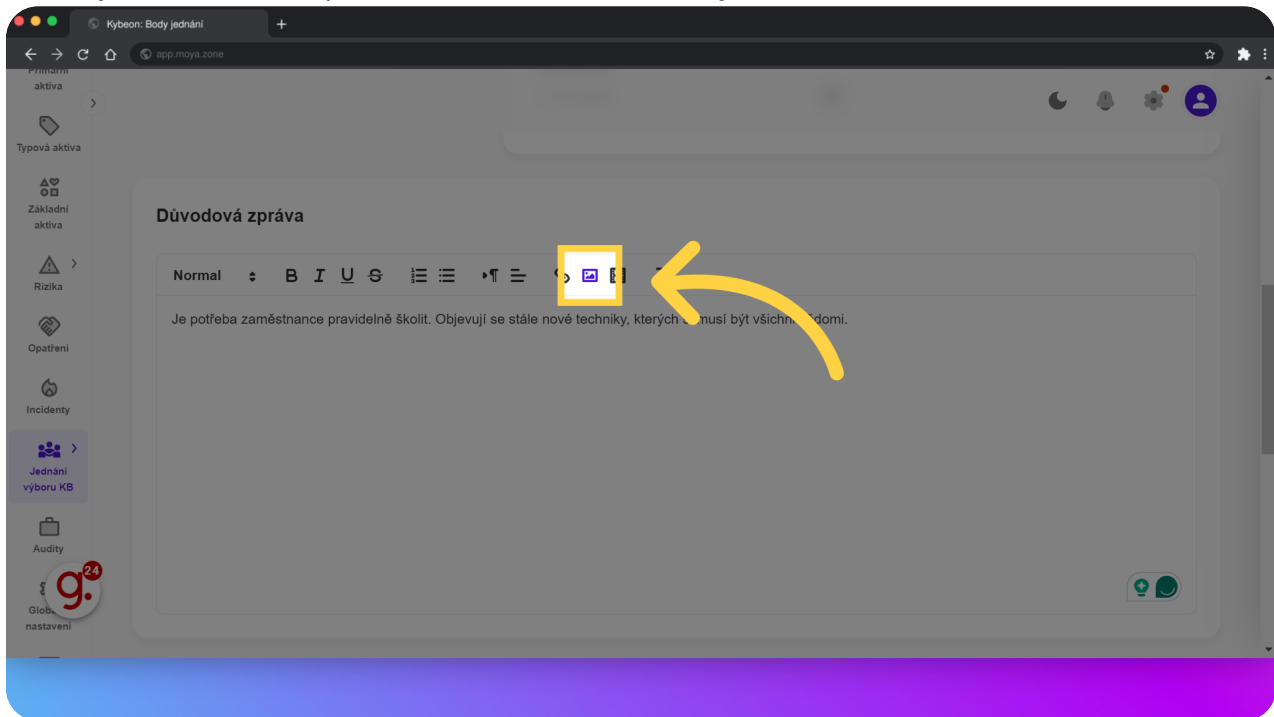 Kybeon: Body jednání
app.moya.zone
Primární
aktiva
Typová aktiva
Základní
aktiva
Rizika
Opatření
Incidenty
Jednání
výboru KB
Audity
24
g.
nastavení
Důvodová zpráva
Normal
B I U S
Je potřeba zaměstnance pravidelně školit. Objevují se stále nové techniky, kterých musí být všichni